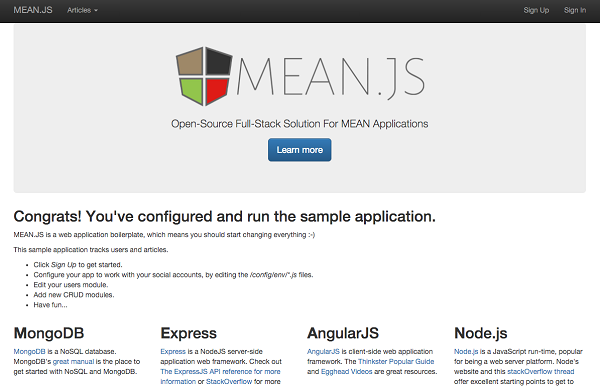 MEAN.JS Articles Sign Up Sign In
MEAN.JS
Open-Source Full-Stack Solution For MEAN Applications
Learn more
Congrats! You've configured and run the sample application.
MEAN.JS is a web application boilerplate, which means you should start changing everything :-)
This sample application tracks users and articles.
Click Sign Up to get started.
Configure your app to work with your social accounts, by editing the /config/env/*.js files.
Edit your users module.
Add new CRUD modules.
Have fun...
MongoDB
MongoDB is a NoSQL database.
MongoDB's great manual is the place to
get started with NoSQL and MongoDB.
Express
Express is a NodeJS server-side
application web framework. Check out
The ExpressJS API reference for more
information or StackOverflow for more
AngularJS
AngularJS is client-side web application
framework. The Thinkster Popular Guide
and Egghead Videos are great resources.
Node.js
Node.js is a JavaScript run-time, popular
for being a web server platform. Node's
website and this stackOverflow thread
offer excellent starting points to get to